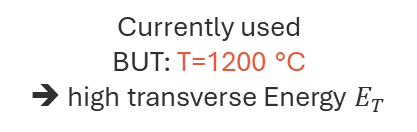 Currently used
BUT: T=1200 °C
➔ high transverse Energy E_T